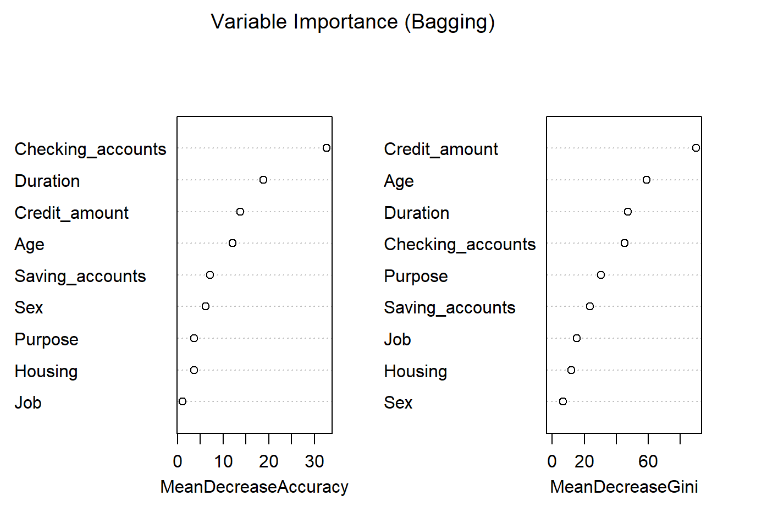 Variable Importance (Bagging)
Checking_accounts
Duration
Credit_amount
Age
Saving_accounts
Sex
Purpose
Housing
Job
0 10 20 30
MeanDecreaseAccuracy
Credit_amount
Age
Duration
Checking_accounts
Purpose
Saving_accounts
Job
Housing
Sex
0 20 60
MeanDecreaseGini